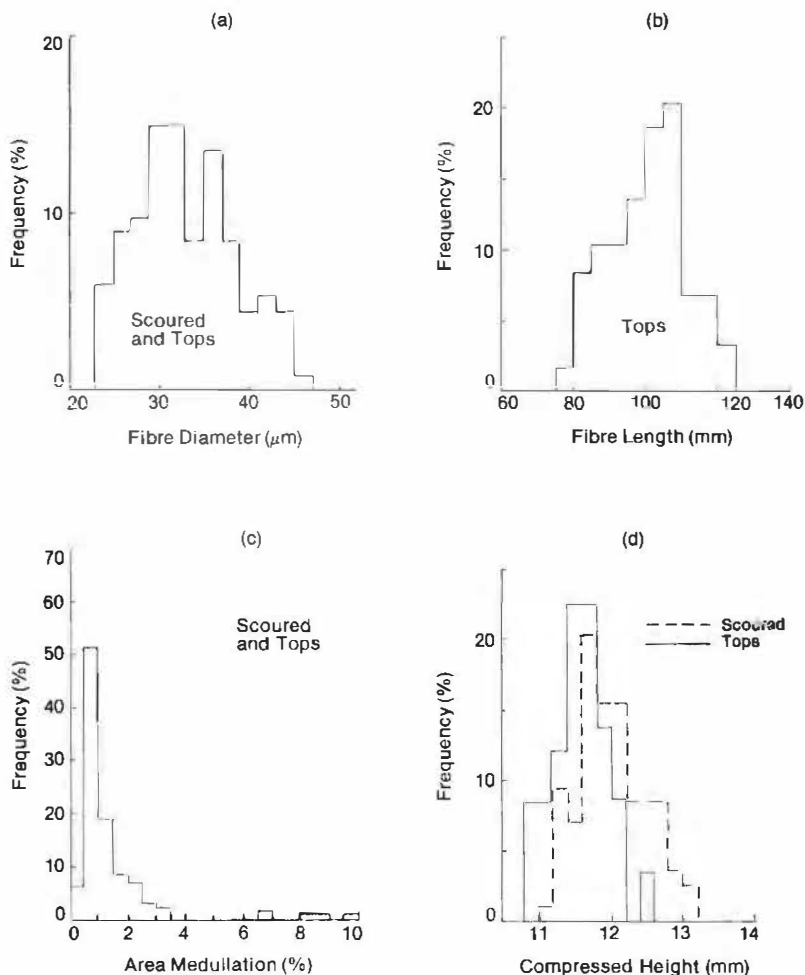 (a)
20
10
0
Frequency (%)
Scoured
and Tops
20 30 40 50
Fibre Diameter (μm)
(b)
20
10
0
Frequency (%)
Tops
60 80 100 120 140
Fibre Length (mm)
(c)
70
60
50
40
30
20
10
0
Frequency (%)
Scoured
and Tops
0 2 4 6 8 10
Area Medullation (%)
(d)
20
10
0
Frequency (%)
Scoured
Tops
11 12 13 14
Compressed Height (mm)